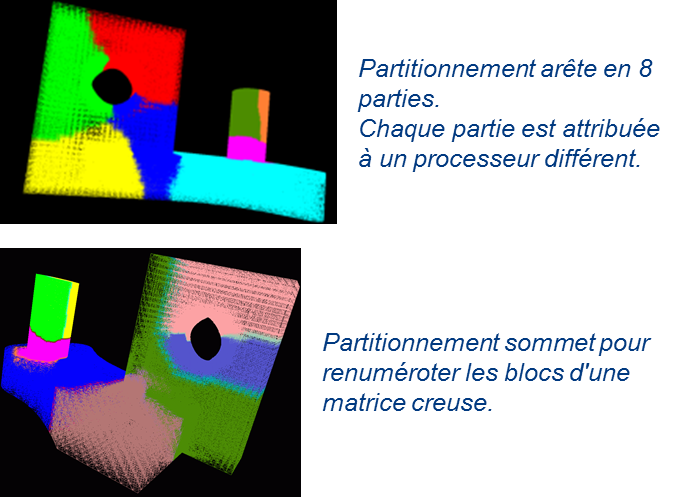 Partitionnement arête en 8
parties.
Chaque partie est attribuée
à un processeur différent.
Partitionnement sommet pour
renuméroter les blocs d'une
matrice creuse.